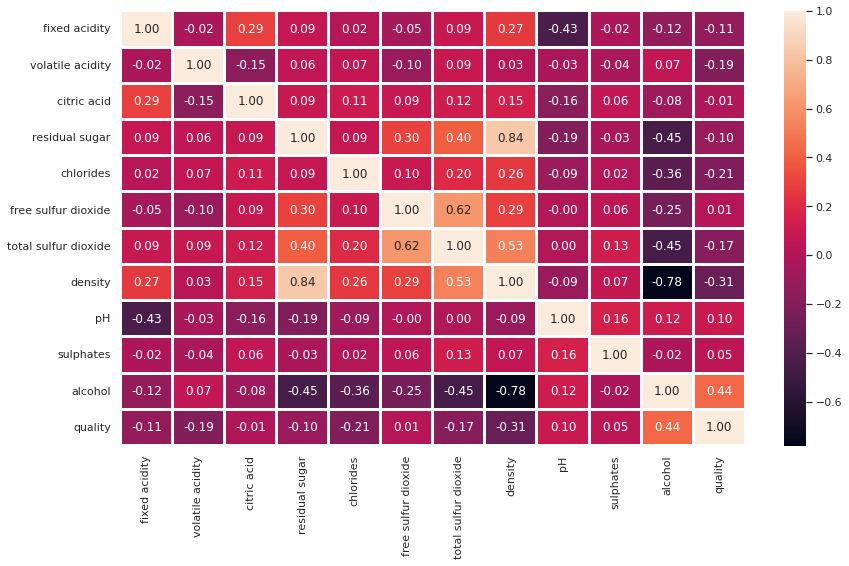 fixed acidity 1.00 -0.02 0.29 0.09 0.02 -0.05 0.09 0.27 -0.43 -0.02 -0.12 -0.11
volatile acidity -0.02 1.00 -0.15 0.06 0.07 -0.10 0.09 0.03 -0.03 -0.04 0.07 -0.19
citric acid 0.29 -0.15 1.00 0.09 0.11 0.09 0.12 0.15 -0.16 0.06 -0.08 -0.01
residual sugar 0.09 0.06 0.09 1.00 0.09 0.30 0.40 0.84 -0.19 -0.03 -0.45 -0.10
chlorides 0.02 0.07 0.11 0.09 1.00 0.10 0.20 0.26 -0.09 0.02 -0.36 -0.21
free sulfur dioxide -0.05 -0.10 0.09 0.30 0.10 1.00 0.62 0.29 -0.00 0.06 -0.25 0.01
total sulfur dioxide 0.09 0.09 0.12 0.40 0.20 0.62 1.00 0.53 0.00 0.13 -0.45 -0.17
density 0.27 0.03 0.15 0.84 0.26 0.29 0.53 1.00 -0.09 0.07 -0.78 -0.31
pH -0.43 -0.03 -0.16 -0.19 -0.09 -0.00 0.00 -0.09 1.00 0.16 0.12 0.10
sulphates -0.02 -0.04 0.06 -0.03 0.02 0.06 0.13 0.07 0.16 1.00 -0.02 0.05
alcohol -0.12 0.07 -0.08 -0.45 -0.36 -0.25 -0.45 -0.78 0.12 -0.02 1.00 0.44
quality -0.11 -0.19 -0.01 -0.10 -0.21 0.01 -0.17 -0.31 0.10 0.05 0.44 1.00
fixed acidity
volatile acidity
citric acid
residual sugar
chlorides
free sulfur dioxide
total sulfur dioxide
density
pH
sulphates
alcohol
quality
1.0
0.8
0.6
0.4
0.2
0.0
−0.2
−0.4
−0.6